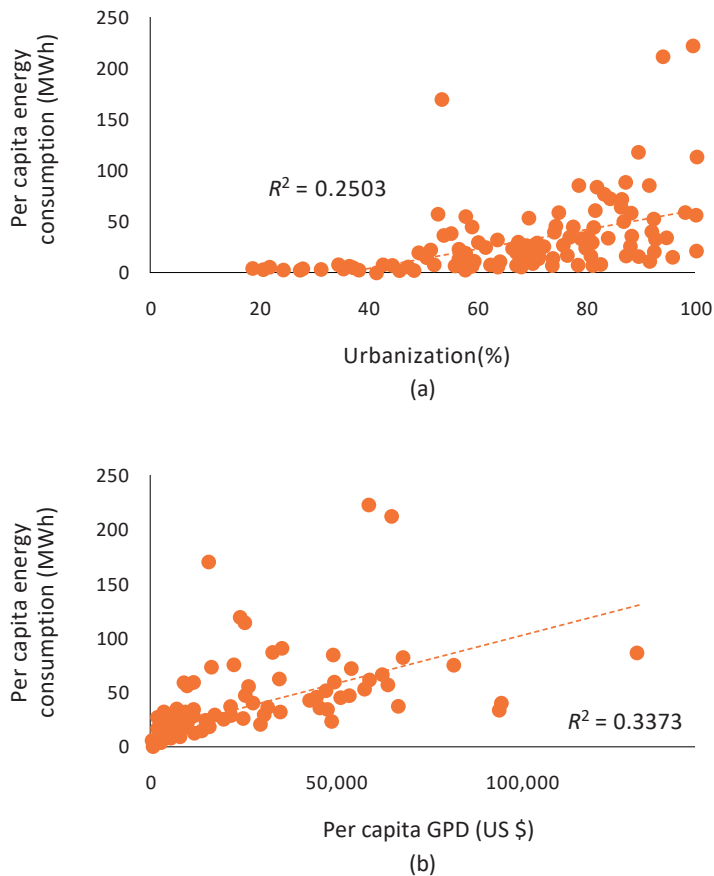 250
200
150
100
50
0
Per capita energy
consumption (MWh)
R² = 0.2503
0 20 40 60 80 100
Urbanization(%)
(a)
250
200
150
100
50
0
Per capita energy
consumption (MWh)
R² = 0.3373
0 50,000 100,000
Per capita GPD (US $)
(b)